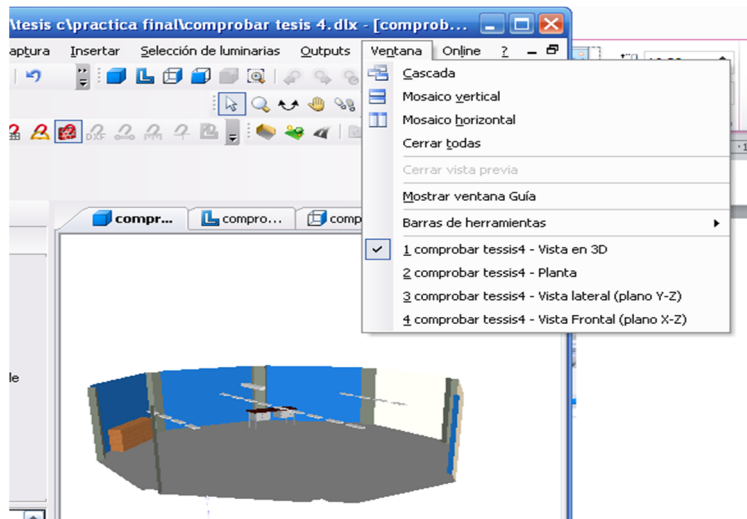 \tesis c\practica final\comprobar tesis 4.dlx - [comprob...
aptura Insertar Selección de luminarias Outputs Ventana Online ?
DXF
Cascada
Mosaico vertical
Mosaico horizontal
Cerrar todas
Cerrar vista previa
Mostrar ventana Guía
Barras de herramientas
1 comprobar tessis4 - Vista en 3D
2 comprobar tessis4 - Planta
3 comprobar tessis4 - Vista lateral (plano Y-Z)
4 comprobar tessis4 - Vista Frontal (plano X-Z)
compr... compro... comp
le